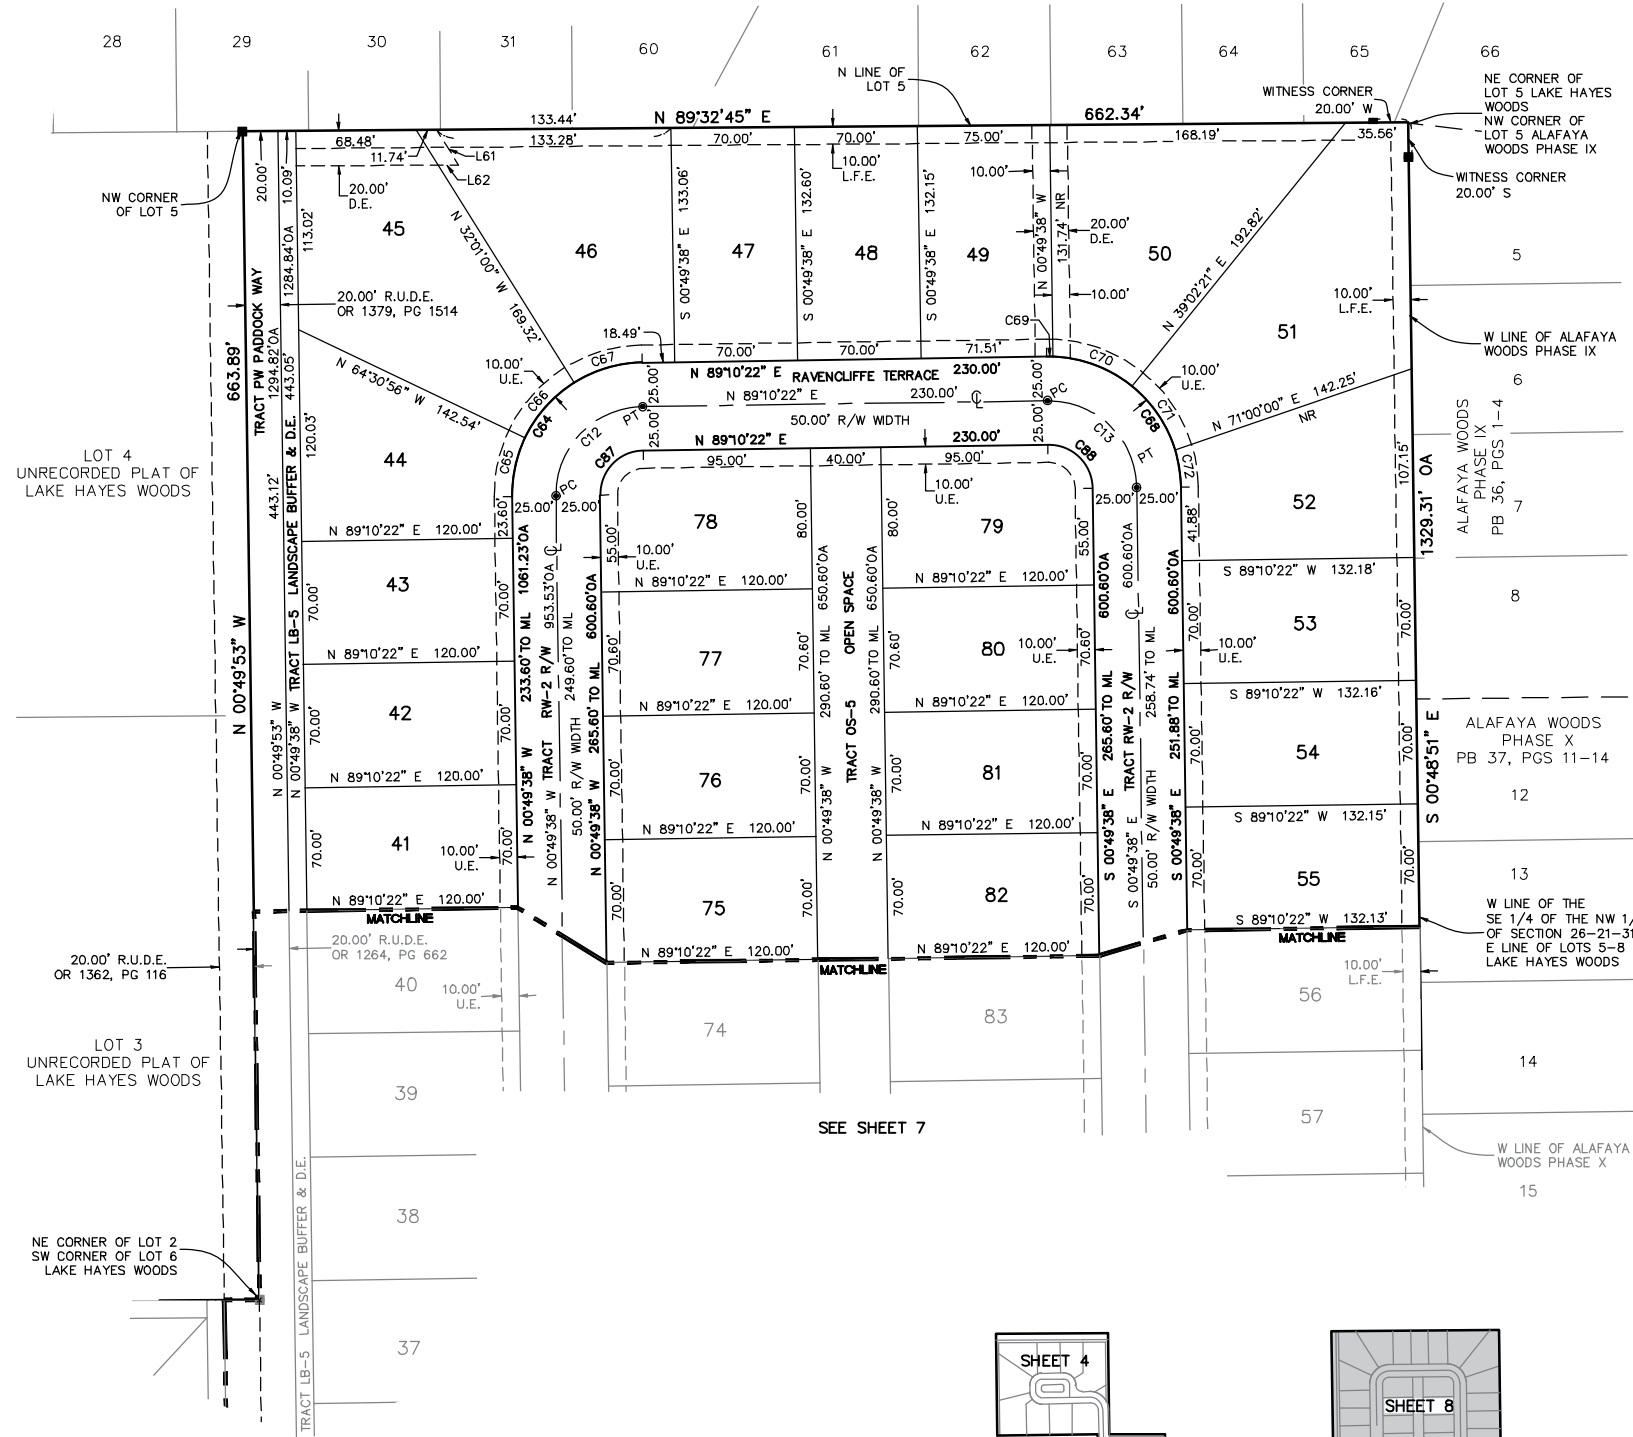 28
29
30
31
60
61
62
63
64
65
66
N LINE OF
LOT 5
WITNESS CORNER
20.00' W
NE CORNER OF
LOT 5 LAKE HAYES
WOODS
NW CORNER OF
LOT 5 ALAFAYA
WOODS PHASE IX
WITNESS CORNER
20.00' S
133.44'
N 89°32'45" E
662.34'
68.48'
11.74'
133.28'
70.00'
70.00'
75.00'
168.19'
35.56'
L61
L62
20.00'
D.E.
10.00'
L.F.E.
10.00'
NW CORNER
OF LOT 5
20.00'
10.09'
113.02'
1284.84'OA
1294.82'OA
TRACT PW PADDOCK WAY
663.89'
N 00°49'53" W
20.00' R.U.D.E.
OR 1379, PG 1514
45
46
47
48
49
50
51
N 32°01'00" W 169.32'
S 00°49'38" E 133.06'
S 00°49'38" E 132.60'
S 00°49'38" E 132.15'
N 00°49'38" W
131.74' NR
20.00'
D.E.
10.00'
N 39°02'21" E 192.82'
10.00'
L.F.E.
W LINE OF ALAFAYA
WOODS PHASE IX
5
6
7
8
ALAFAYA WOODS
PHASE IX
PB 36, PGS 1-4
N 64°30'56" W 142.54'
10.00'
U.E.
18.49'
C67
C66
C64
C65
70.00'
70.00'
71.51'
C69
C70
C71
C68
C72
10.00'
U.E.
N 71°00'00" E 142.25'
NR
N 89°10'22" E RAVENCLIFFE TERRACE 230.00'
25.00'
25.00'
25.00'
25.00'
N 89°10'22" E 230.00'
50.00' R/W WIDTH
PT
PC
C12
C13
PC
PT
N 89°10'22" E 230.00'
C87
C88
95.00'
40.00'
95.00'
10.00'
U.E.
25.00'
25.00'
25.00'
25.00'
LOT 4
UNRECORDED PLAT OF
LAKE HAYES WOODS
443.05'
443.12'
120.03'
TRACT LB-5 LANDSCAPE BUFFER & D.E.
N 00°49'53" W
N 00°49'38" W
44
43
42
41
N 89°10'22" E 120.00'
N 89°10'22" E 120.00'
N 89°10'22" E 120.00'
N 89°10'22" E 120.00'
23.60'
70.00'
70.00'
70.00'
70.00'
70.00'
70.00'
10.00'
U.E.
N 00°49'38" W 233.60'TO ML 1061.23'OA
TRACT RW-2 R/W
N 00°49'38" W
953.53'OA
249.60'TO ML
50.00' R/W WIDTH
N 00°49'38" W 265.60' TO ML 600.60'OA
55.00'
10.00'
U.E.
70.60'
70.00'
70.00'
78
77
76
75
N 89°10'22" E 120.00'
N 89°10'22" E 120.00'
N 89°10'22" E 120.00'
N 89°10'22" E 120.00'
80.00'
70.60'
70.00'
70.00'
N 00°49'38" W 290.60'TO ML 650.60'OA
TRACT OS-5 OPEN SPACE
N 00°49'38" W 290.60'TO ML 650.60'OA
80.00'
70.60'
70.00'
70.00'
79
80
81
82
N 89°10'22" E 120.00'
N 89°10'22" E 120.00'
N 89°10'22" E 120.00'
N 89°10'22" E 120.00'
10.00'
U.E.
55.00'
70.60'
70.00'
70.00'
S 00°49'38" E 265.60'TO ML 600.60'OA
TRACT RW-2 R/W
S 00°49'38" E
600.60'OA
258.74' TO ML
50.00' R/W WIDTH
S 00°49'38" E 251.88'TO ML 600.60'OA
41.88'
70.00'
70.00'
70.00'
10.00'
U.E.
52
53
54
55
S 89°10'22" W 132.18'
S 89°10'22" W 132.16'
S 89°10'22" W 132.15'
S 89°10'22" W 132.13'
107.15'
70.00'
70.00'
70.00'
1329.31' OA
S 00°48'51" E
ALAFAYA WOODS
PHASE X
PB 37, PGS 11-14
12
13
14
15
W LINE OF THE
SE 1/4 OF THE NW 1/
OF SECTION 26-21-31
E LINE OF LOTS 5-8
LAKE HAYES WOODS
MATCHLINE
MATCHLINE
MATCHLINE
20.00' R.U.D.E.
OR 1264, PG 662
20.00' R.U.D.E.
OR 1362, PG 116
40
10.00'
U.E.
74
83
56
10.00'
L.F.E.
57
LOT 3
UNRECORDED PLAT OF
LAKE HAYES WOODS
39
38
37
SEE SHEET 7
W LINE OF ALAFAYA
WOODS PHASE X
NE CORNER OF LOT 2
SW CORNER OF LOT 6
LAKE HAYES WOODS
TRACT LB-5 LANDSCAPE BUFFER & D.E.
SHEET 4
SHEET 8